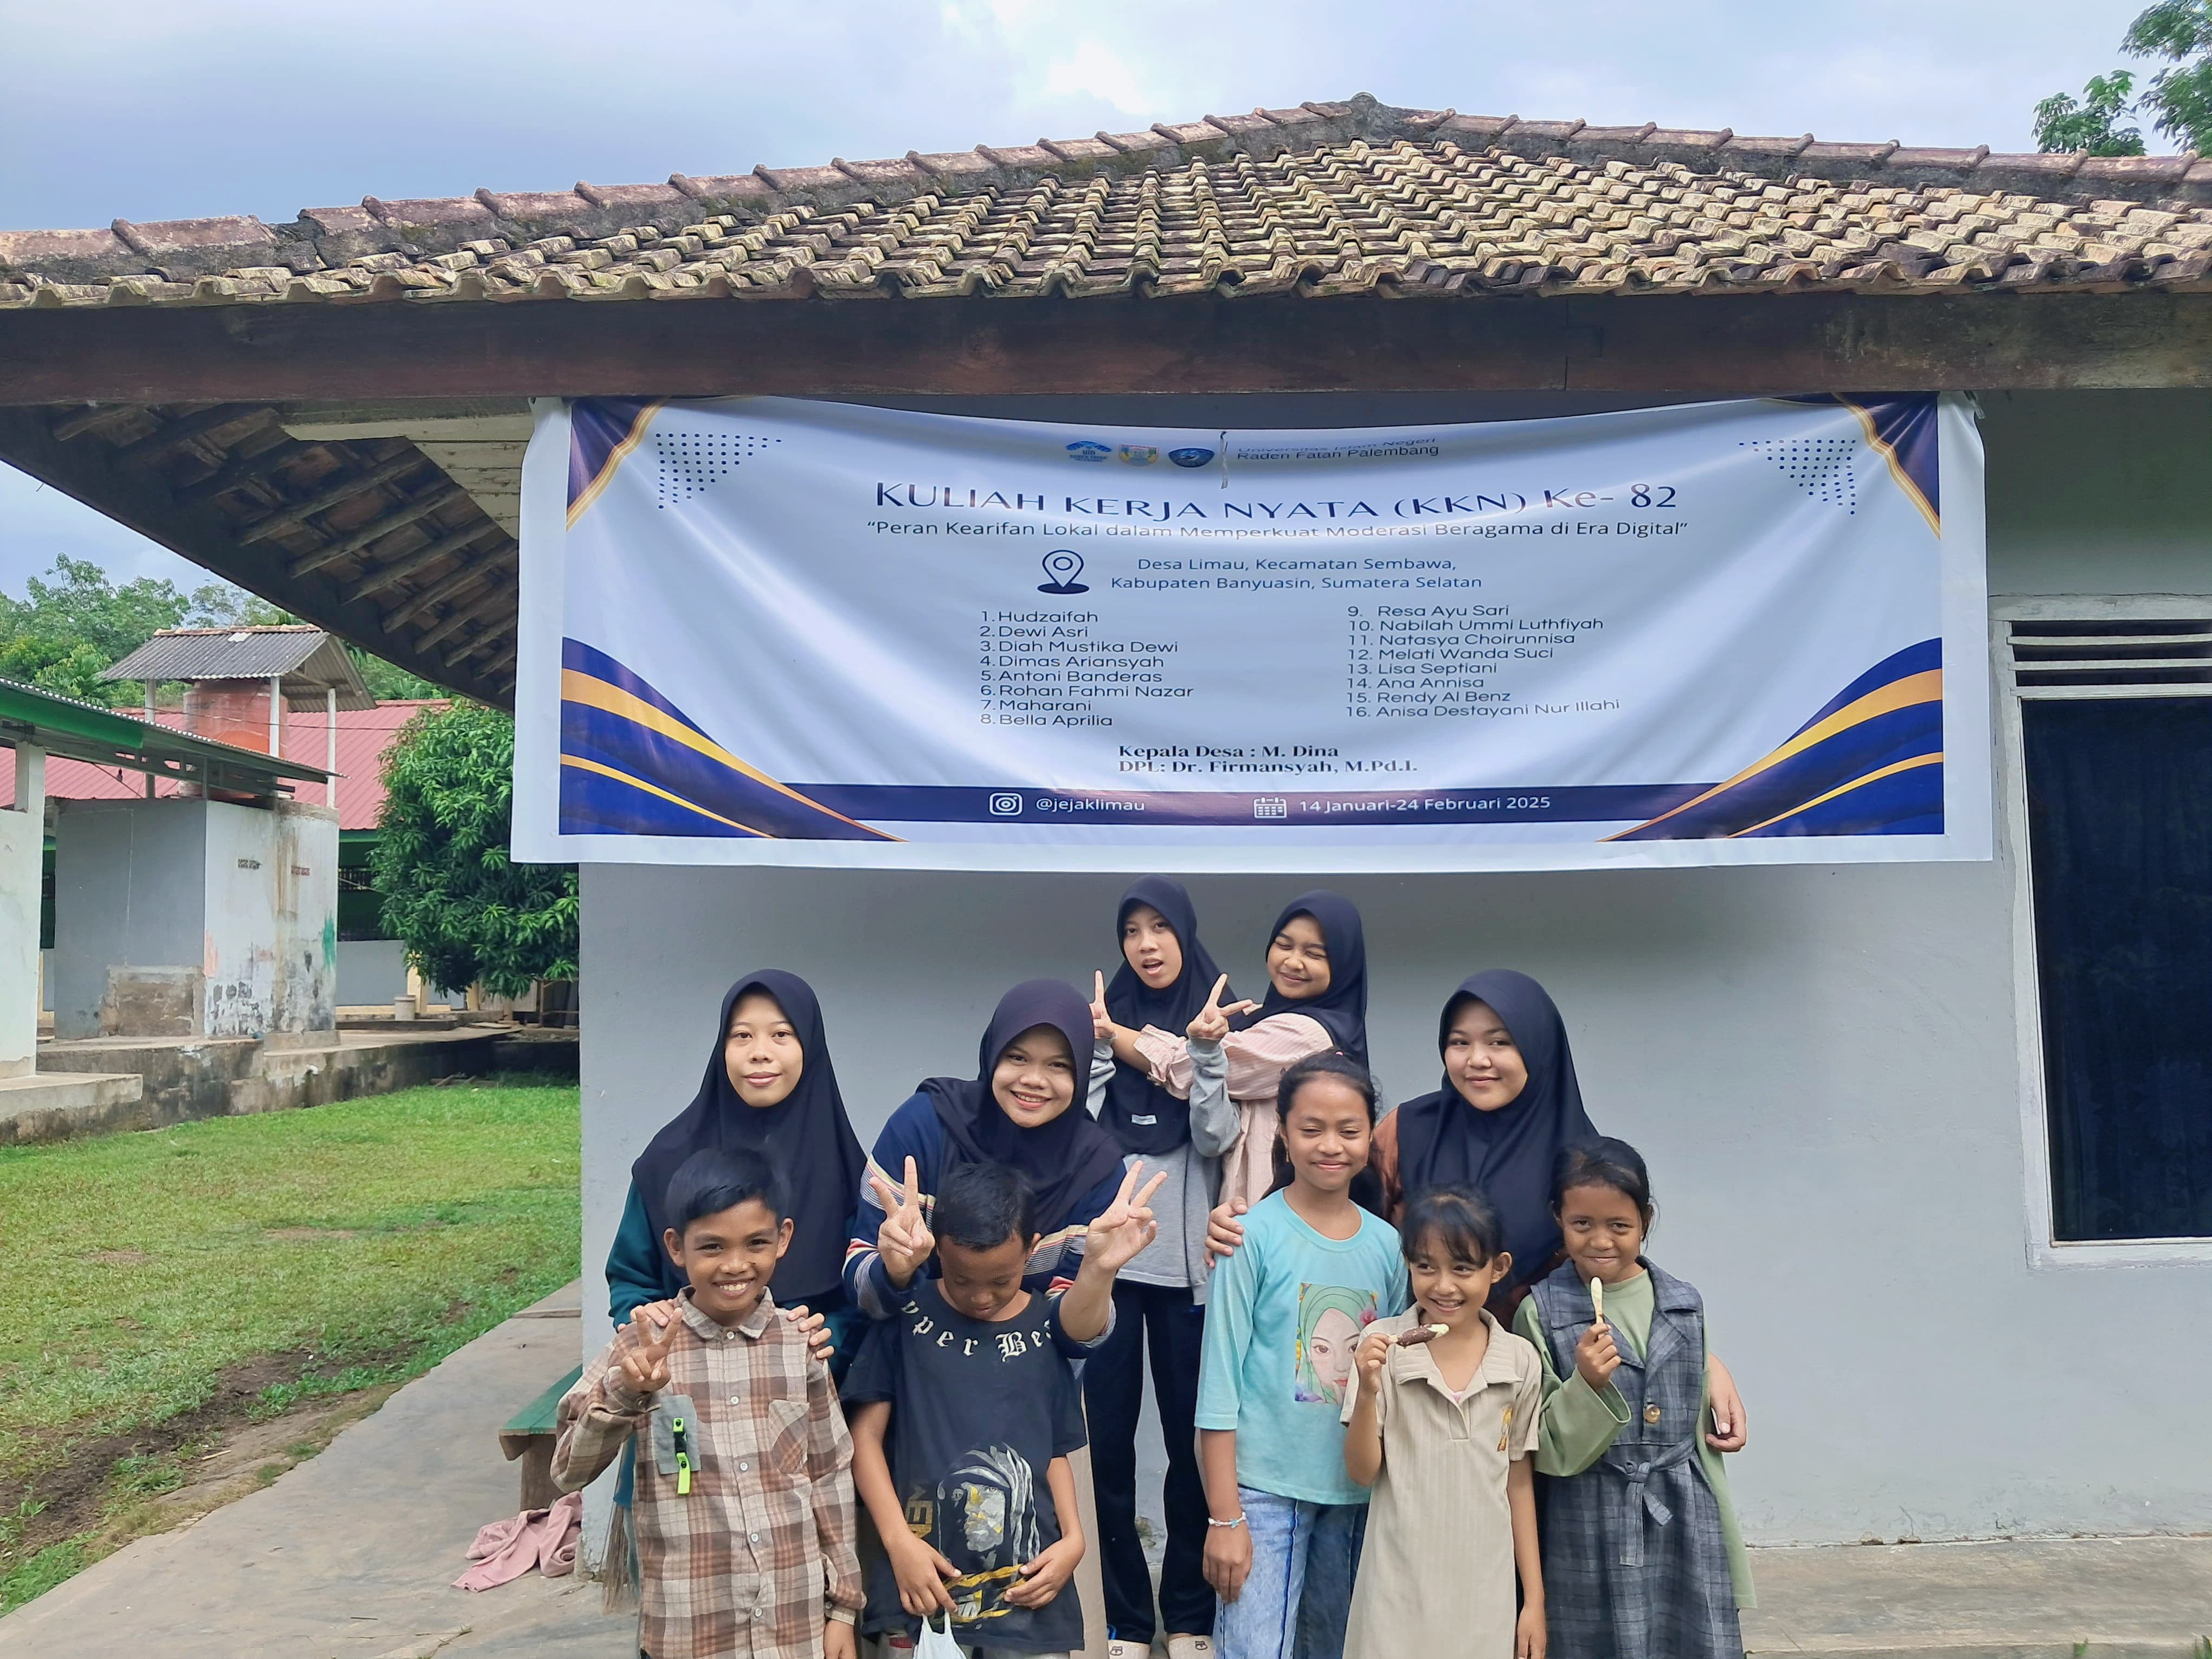 Universitas Islam Negeri
Raden Fatah Palembang
KULIAH KERJA NYATA (KKN) Ke- 82
“Peran Kearifan Lokal dalam Memperkuat Moderasi Beragama di Era Digital”
Desa Limau, Kecamatan Sembawa,
Kabupaten Banyuasin, Sumatera Selatan
1. Hudzaifah
2. Dewi Asri
3. Diah Mustika Dewi
4. Dimas Ariansyah
5. Antoni Banderas
6. Rohan Fahmi Nazar
7. Maharani
8. Bella Aprilia
9. Resa Ayu Sari
10. Nabilah Ummi Luthfiyah
11. Natasya Choirunnisa
12. Melati Wanda Suci
13. Lisa Septiani
14. Ana Annisa
15. Rendy Al Benz
16. Anisa Destayani Nur Illahi
Kepala Desa : M. Dina
DPL: Dr. Firmansyah, M.Pd.I.
@jejaklimau
14 Januari-24 Februari 2025